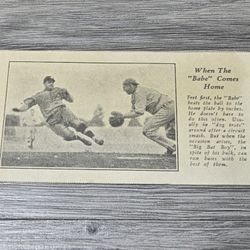 When The
"Babe" Comes
Home
Feet first, the "Babe"
beats the ball to the
home plate by inches.
He doesn't have to
do this often. Usu-
ally he "dog trots"
around after a circuit
smash. But when the
occasion arises, the
"Big Bat Boy", in
spite of his bulk, can
run bases with the
best of them.